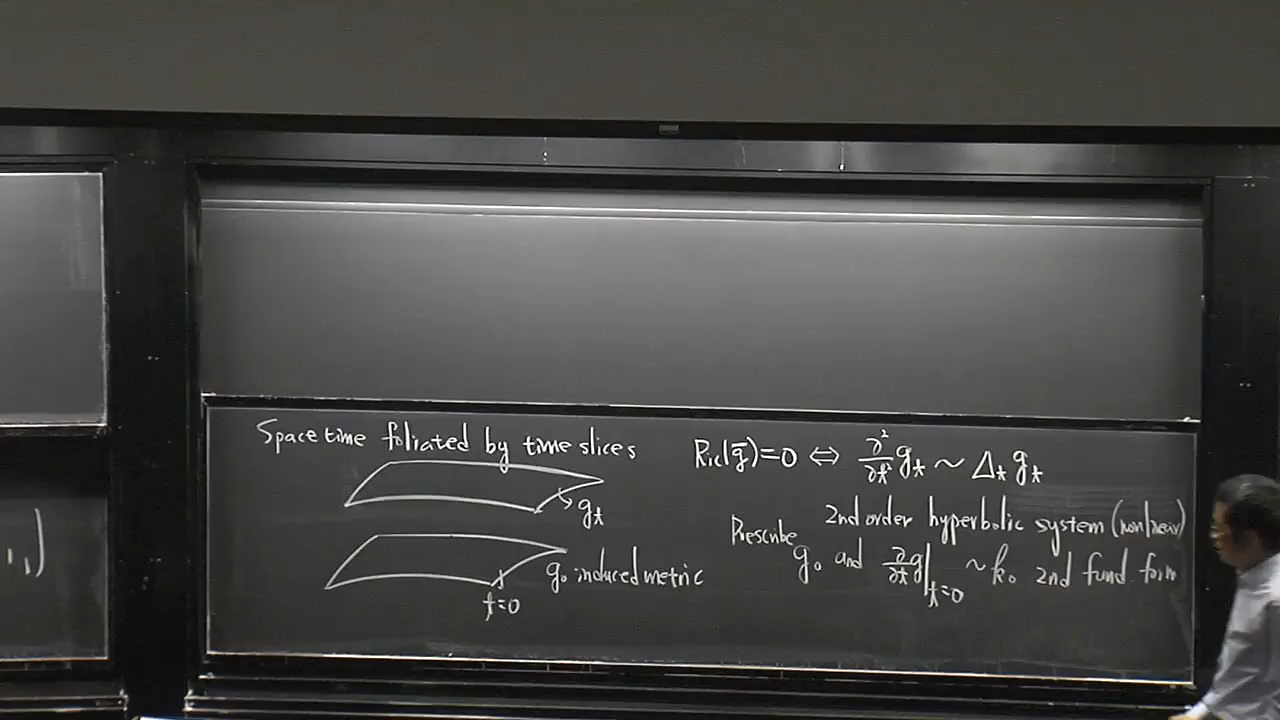 Space time foliated by time slices
g_t
g_0 induced metric
t=0
Ric(g̅)=0 ⇔ ∂²/∂t² g_t ~ Δ_t g_t
2nd order hyperbolic system (nonlinear)
Prescribe
g_0 and ∂/∂t g|_{t=0} ~ k_0 2nd fund. form